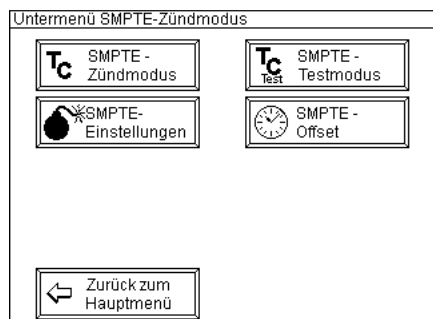 Untermenü SMPTE-Zündmodus
TC SMPTE -
Zündmodus
TC Test SMPTE -
Testmodus
SMPTE-
Einstellungen
SMPTE -
Offset
Zurück zum
Hauptmenü